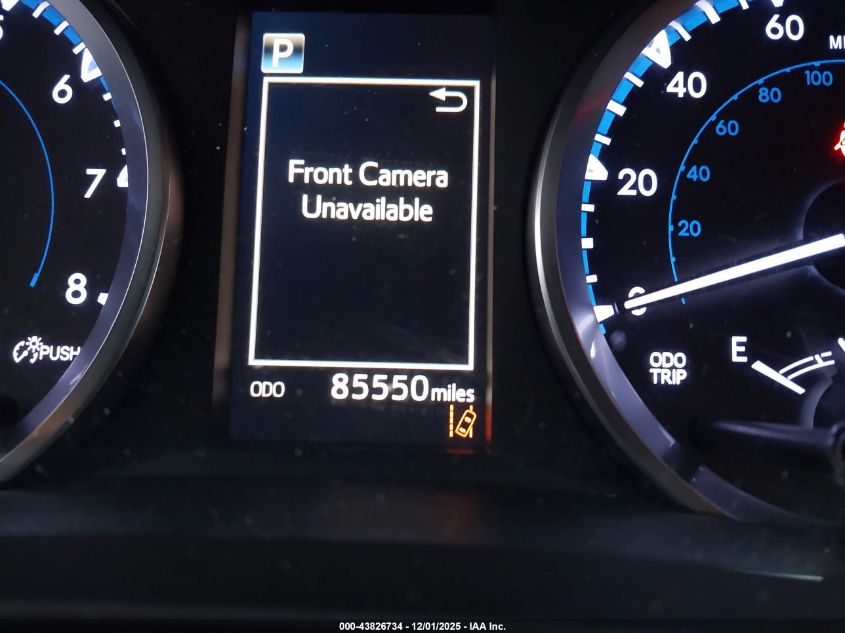 P
Front Camera
Unavailable
ODO 85550 miles
6
7
8
PUSH
0
20
40
60
20
40
60
80
100
ODO
TRIP
E
000-43826734 - 12/01/2025 - IAA Inc.